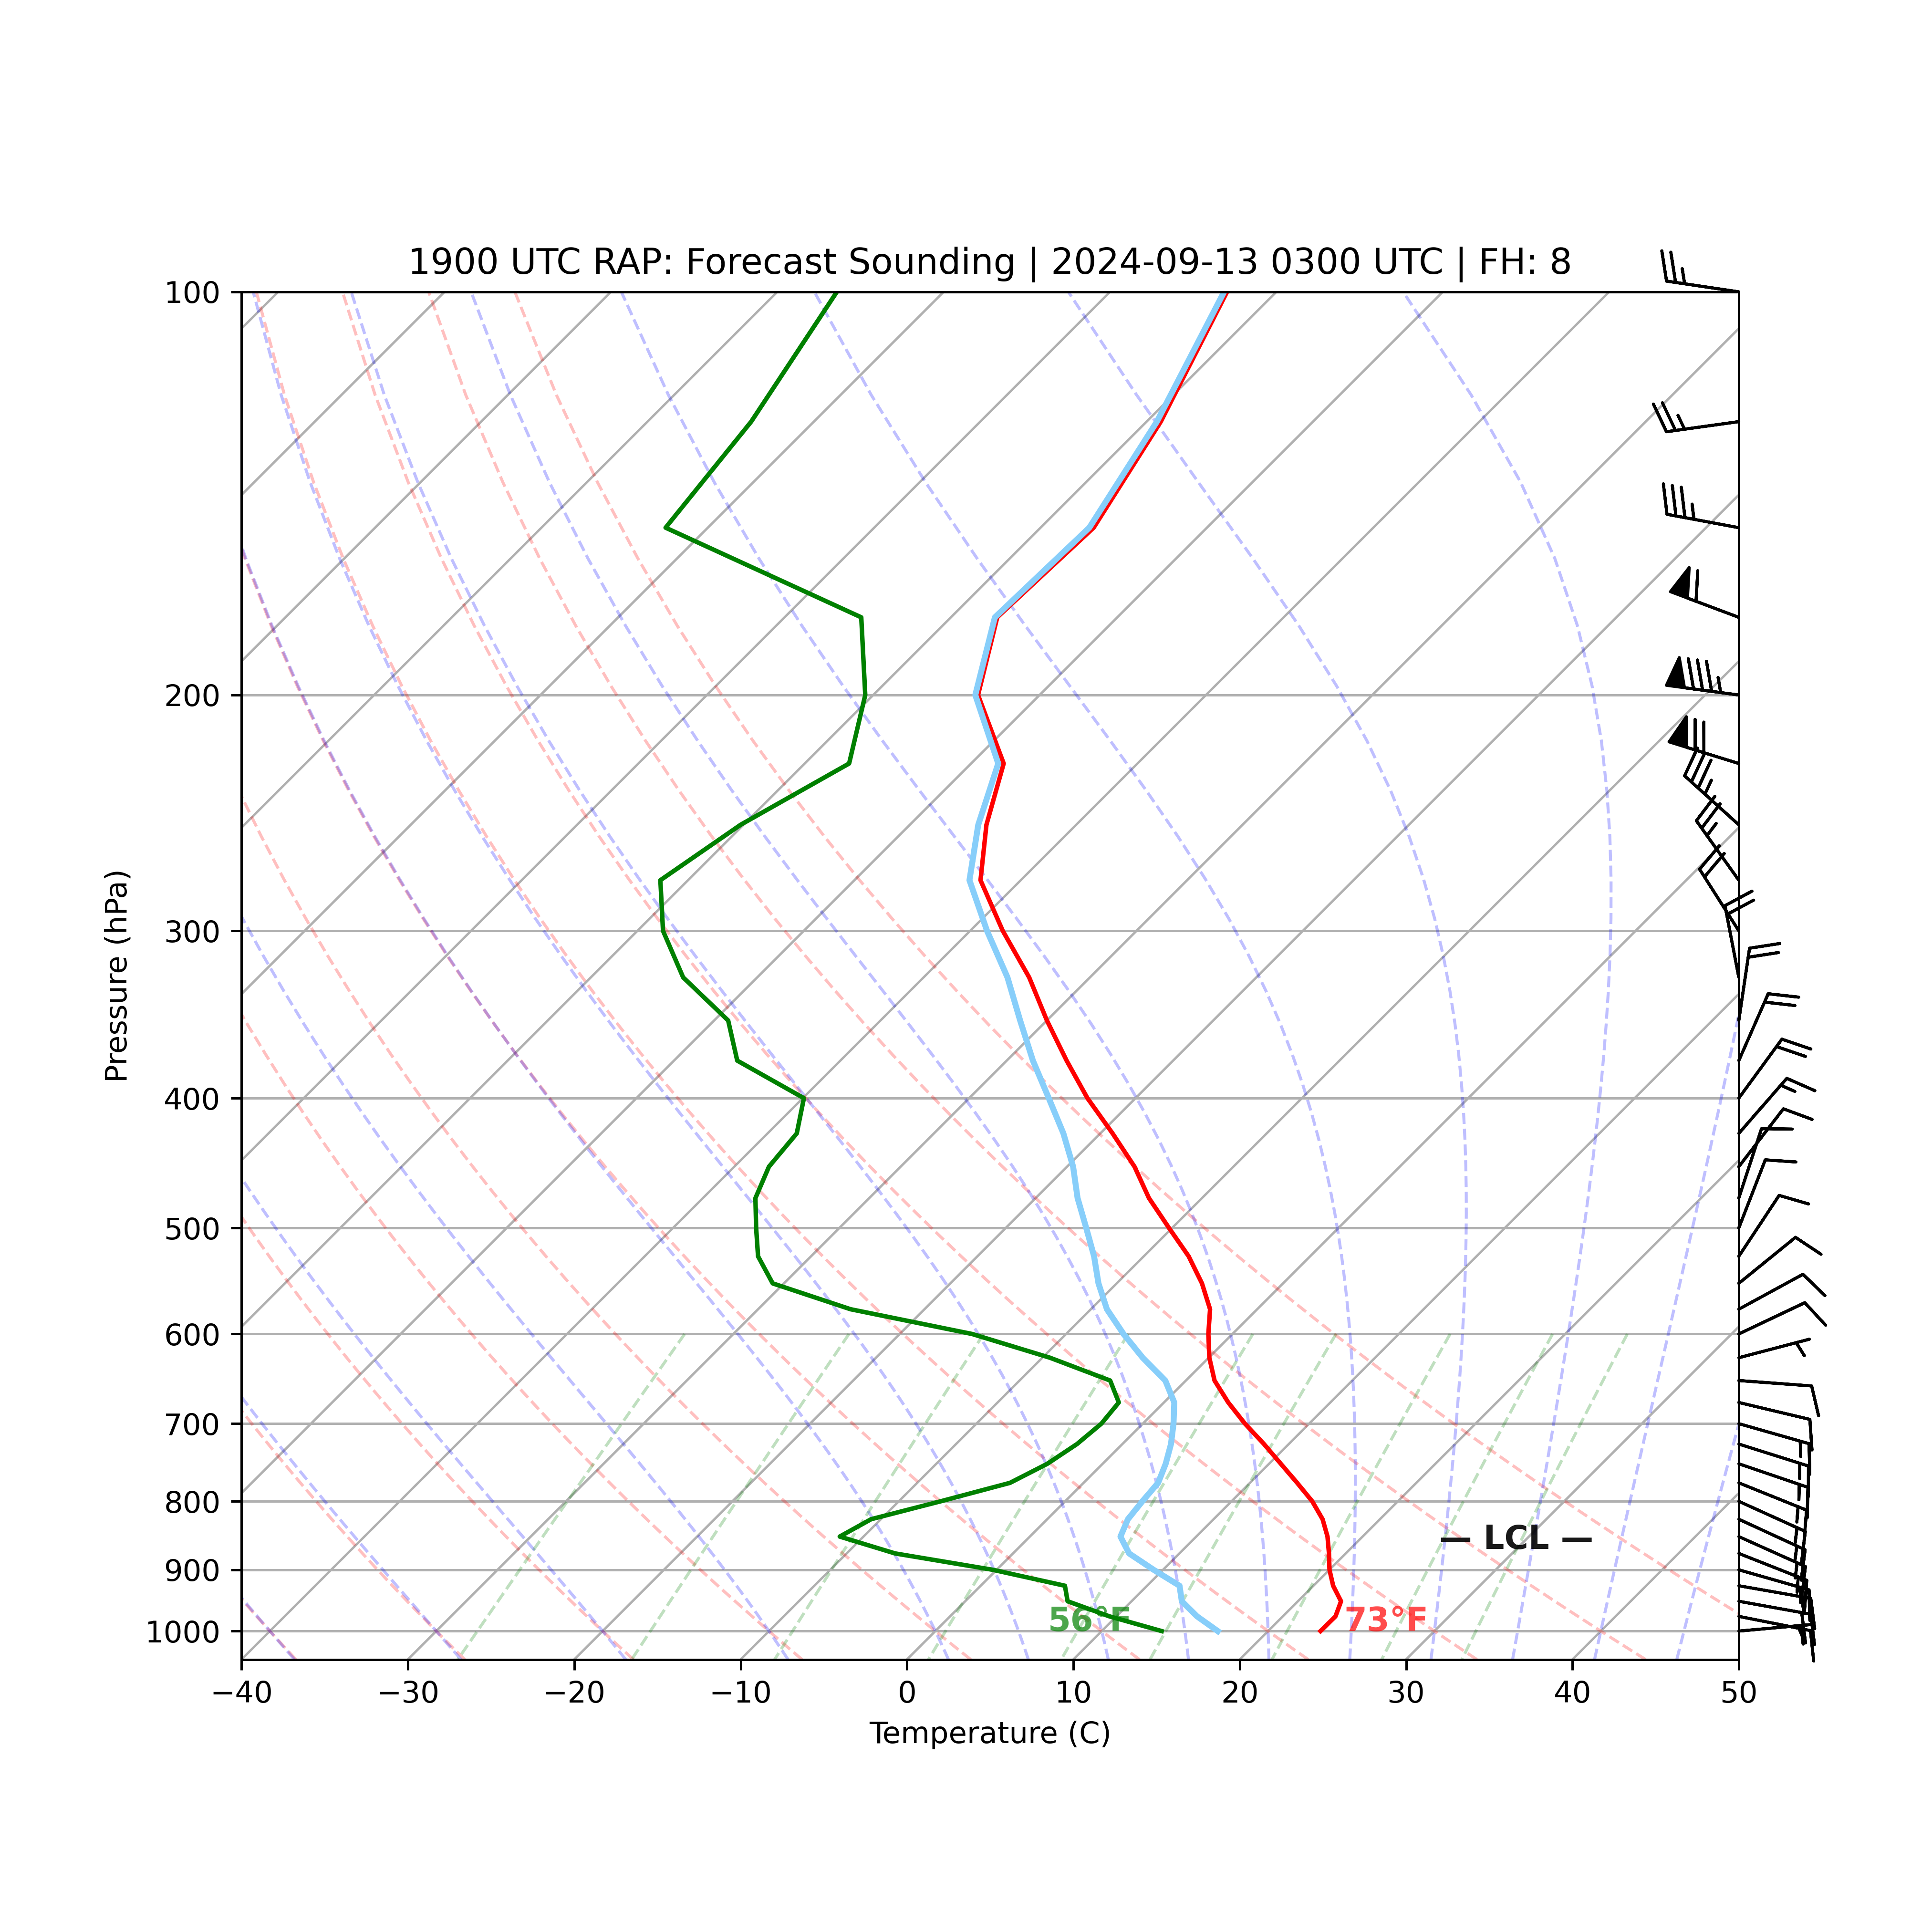 1900 UTC RAP: Forecast Sounding | 2024-09-13 0300 UTC | FH: 8
100
200
300
400
500
600
700
800
900
1000
Pressure (hPa)
— LCL —
56°F
73°F
−40 −30 −20 −10 0 10 20 30 40 50
Temperature (C)